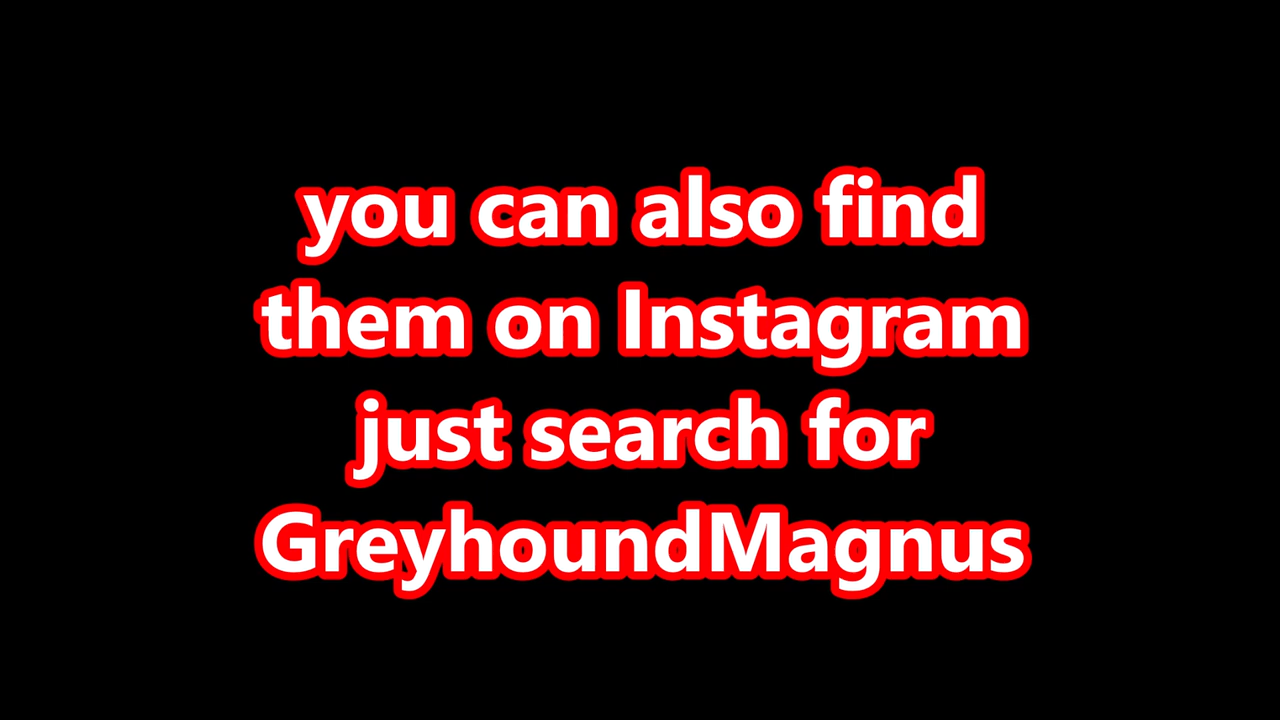 you can also find
them on Instagram
just search for
GreyhoundMagnus